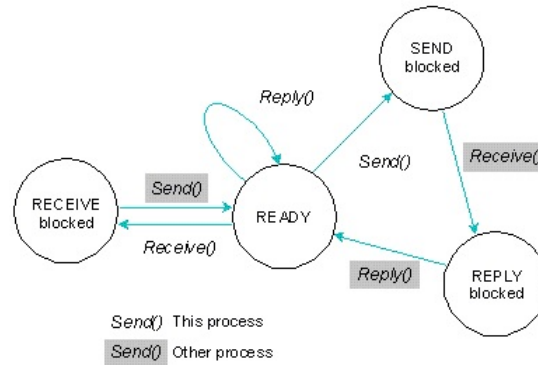 SEND
blocked
Reply()
Send()
Receive()
Send()
RECEIVE
blocked
READY
Receive()
Reply()
REPLY
blocked
Send() This process
Send() Other process